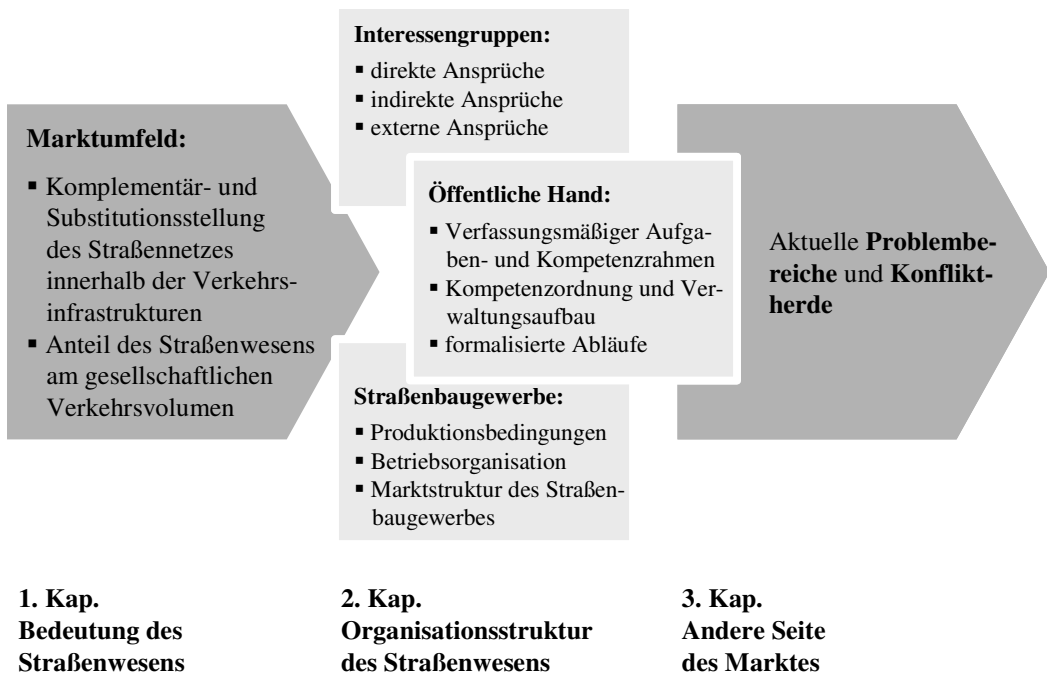 Marktumfeld:
▪ Komplementär- und
Substitutionsstellung
des Straßennetzes
innerhalb der Verkehrs-
infrastrukturen
▪ Anteil des Straßenwesens
am gesellschaftlichen
Verkehrsvolumen
Interessengruppen:
▪ direkte Ansprüche
▪ indirekte Ansprüche
▪ externe Ansprüche
Öffentliche Hand:
▪ Verfassungsmäßiger Aufga-
ben- und Kompetenzrahmen
▪ Kompetenzordnung und Ver-
waltungsaufbau
▪ formalisierte Abläufe
Straßenbaugewerbe:
▪ Produktionsbedingungen
▪ Betriebsorganisation
▪ Marktstruktur des Straßen-
baugewerbes
Aktuelle Problembe-
reiche und Konflikt-
herde
1. Kap.
Bedeutung des
Straßenwesens
2. Kap.
Organisationsstruktur
des Straßenwesens
3. Kap.
Andere Seite
des Marktes